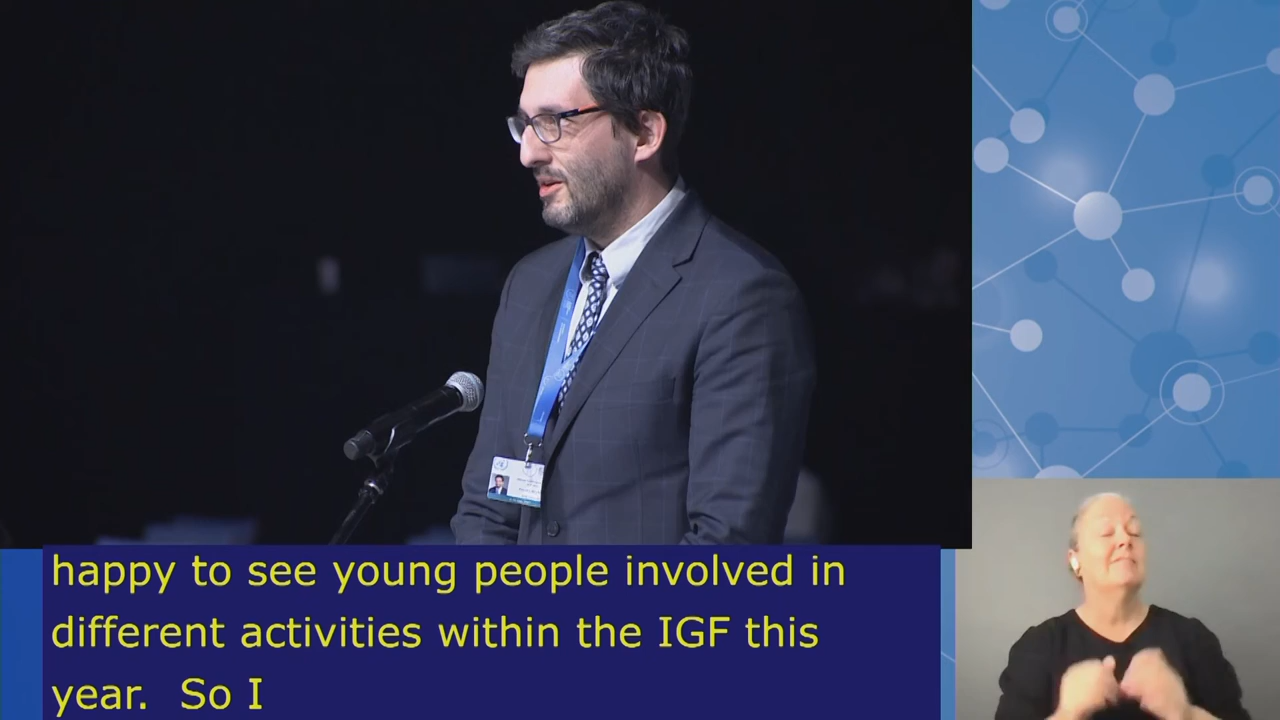 happy to see young people involved in
different activities within the IGF this
year.  So I